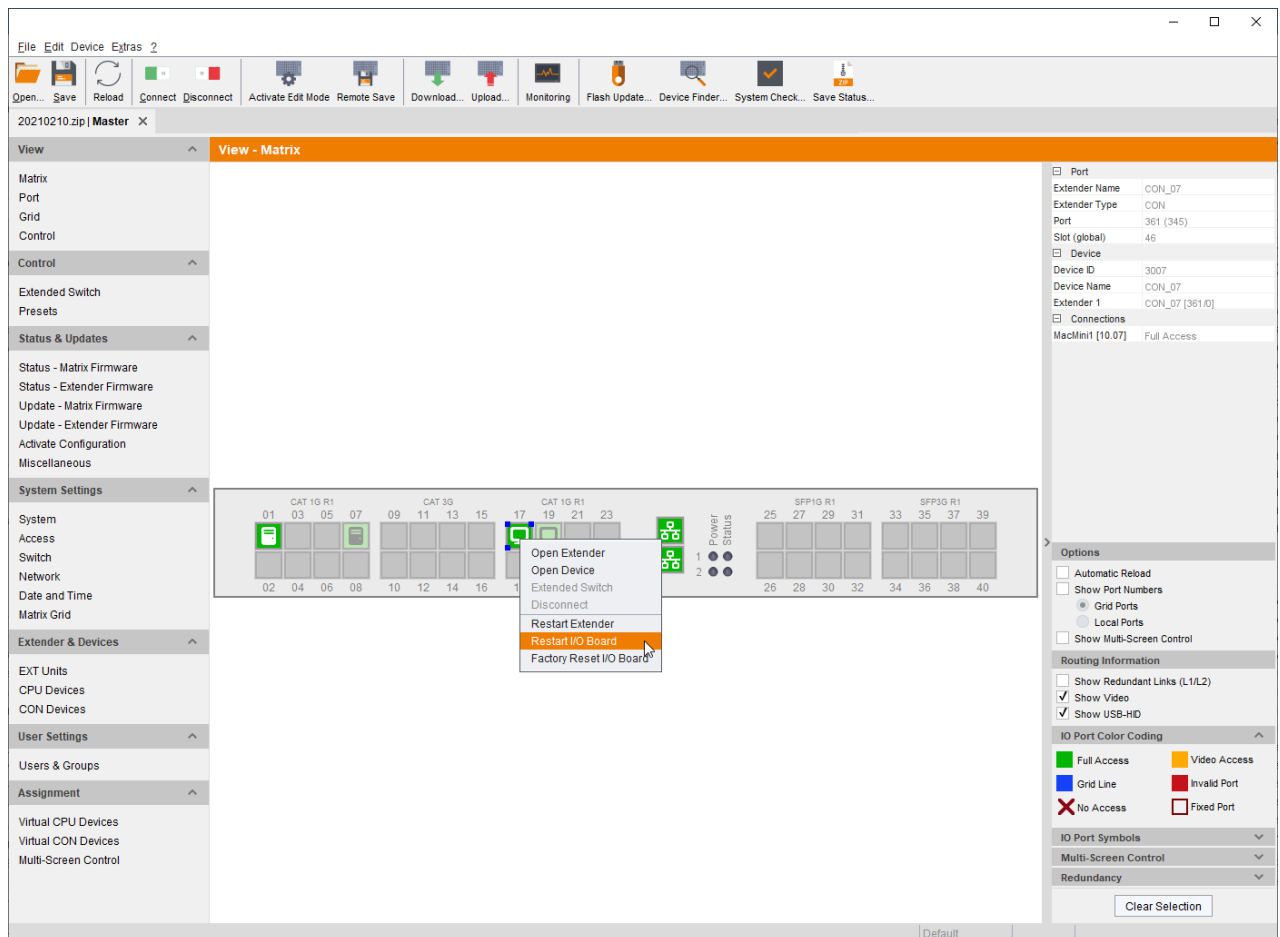 File Edit Device Extras ?
Open... Save Reload Connect Disconnect Activate Edit Mode Remote Save Download... Upload... Monitoring Flash Update... Device Finder... System Check... Save Status...
ZIP
20210210.zip | Master
View
Matrix
Port
Grid
Control
Control
Extended Switch
Presets
Status & Updates
Status - Matrix Firmware
Status - Extender Firmware
Update - Matrix Firmware
Update - Extender Firmware
Activate Configuration
Miscellaneous
System Settings
System
Access
Switch
Network
Date and Time
Matrix Grid
Extender & Devices
EXT Units
CPU Devices
CON Devices
User Settings
Users & Groups
Assignment
Virtual CPU Devices
Virtual CON Devices
Multi-Screen Control
View - Matrix
CAT 1G R1 CAT 3G CAT 1G R1 SFP1G R1 SFP3G R1
01 03 05 07 09 11 13 15 17 19 21 23 Power Status 25 27 29 31 33 35 37 39
1
2
02 04 06 08 10 12 14 16 1 26 28 30 32 34 36 38 40
Open Extender
Open Device
Extended Switch
Disconnect
Restart Extender
Restart I/O Board
Factory Reset I/O Board
Port
Extender Name CON_07
Extender Type CON
Port 361 (345)
Slot (global) 46
Device
Device ID 3007
Device Name CON_07
Extender 1 CON_07 [361/0]
Connections
MacMini1 [10.07] Full Access
Options
Automatic Reload
Show Port Numbers
Grid Ports
Local Ports
Show Multi-Screen Control
Routing Information
Show Redundant Links (L1/L2)
Show Video
Show USB-HID
IO Port Color Coding
Full Access Video Access
Grid Line Invalid Port
No Access Fixed Port
IO Port Symbols
Multi-Screen Control
Redundancy
Clear Selection
Default